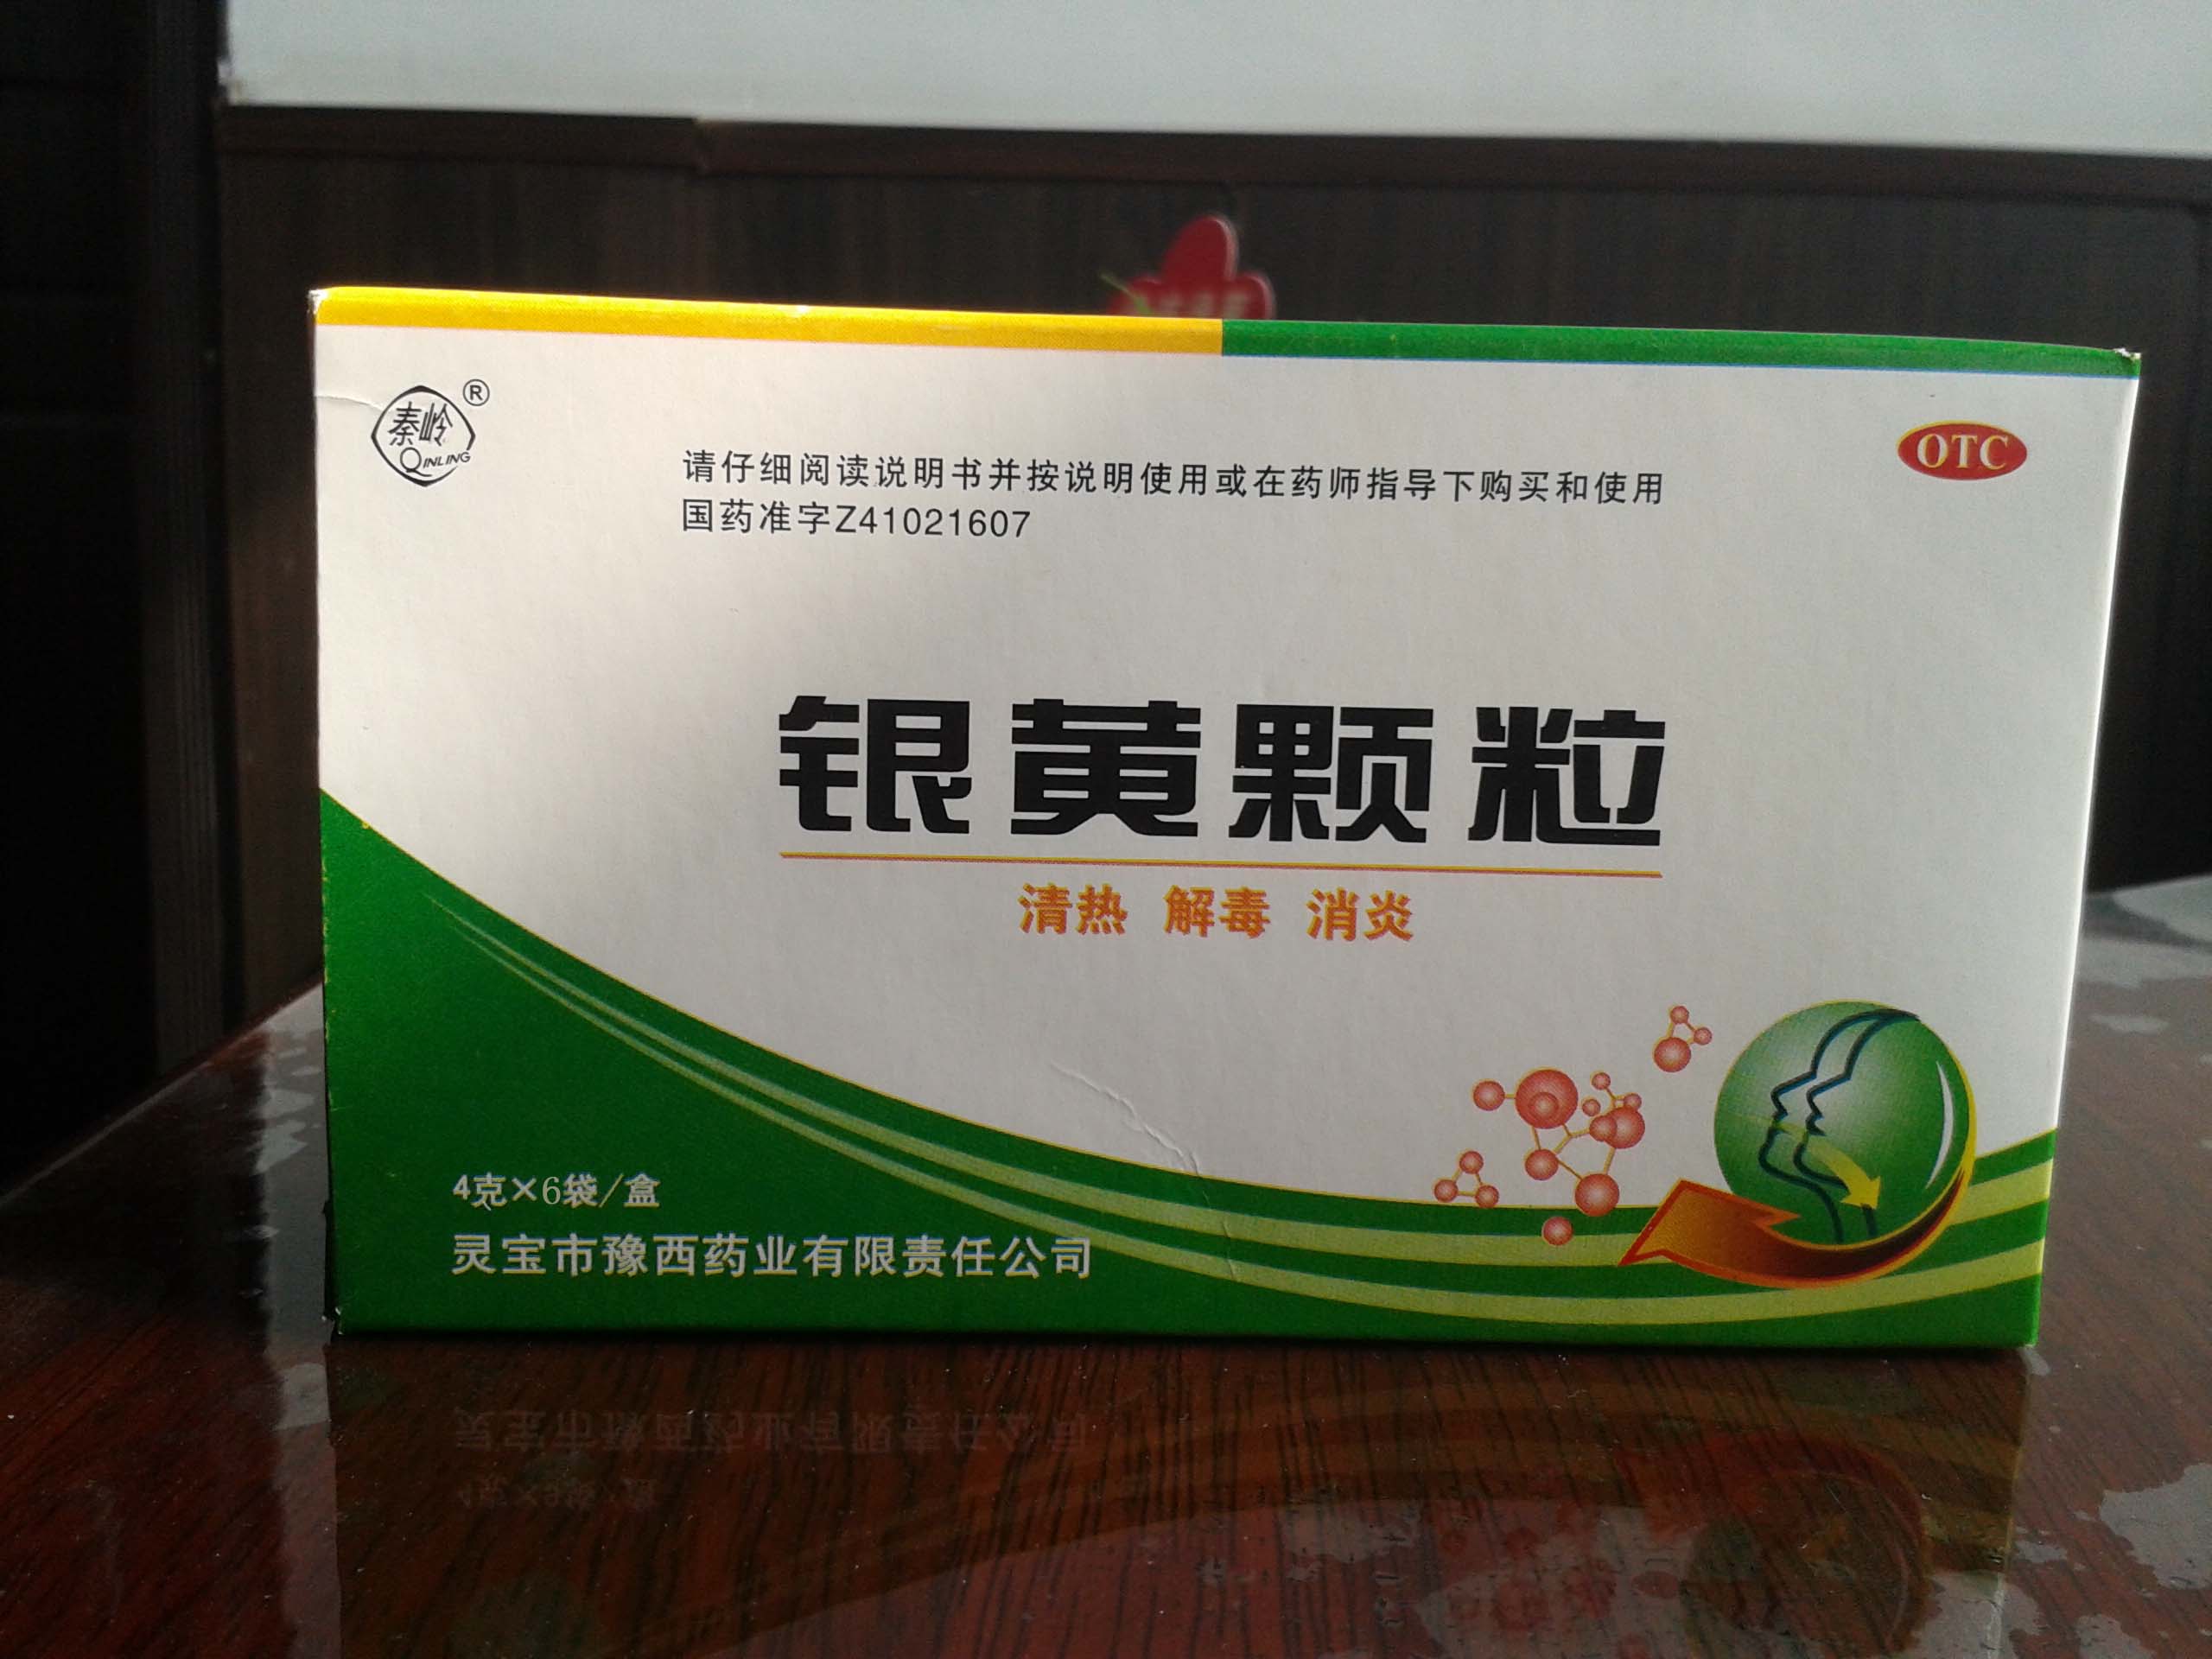 秦岭
QINLING
®
OTC
请仔细阅读说明书并按说明使用或在药师指导下购买和使用
国药准字Z41021607
银黄颗粒
清热 解毒 消炎
4克×6袋/盒
灵宝市豫西药业有限责任公司